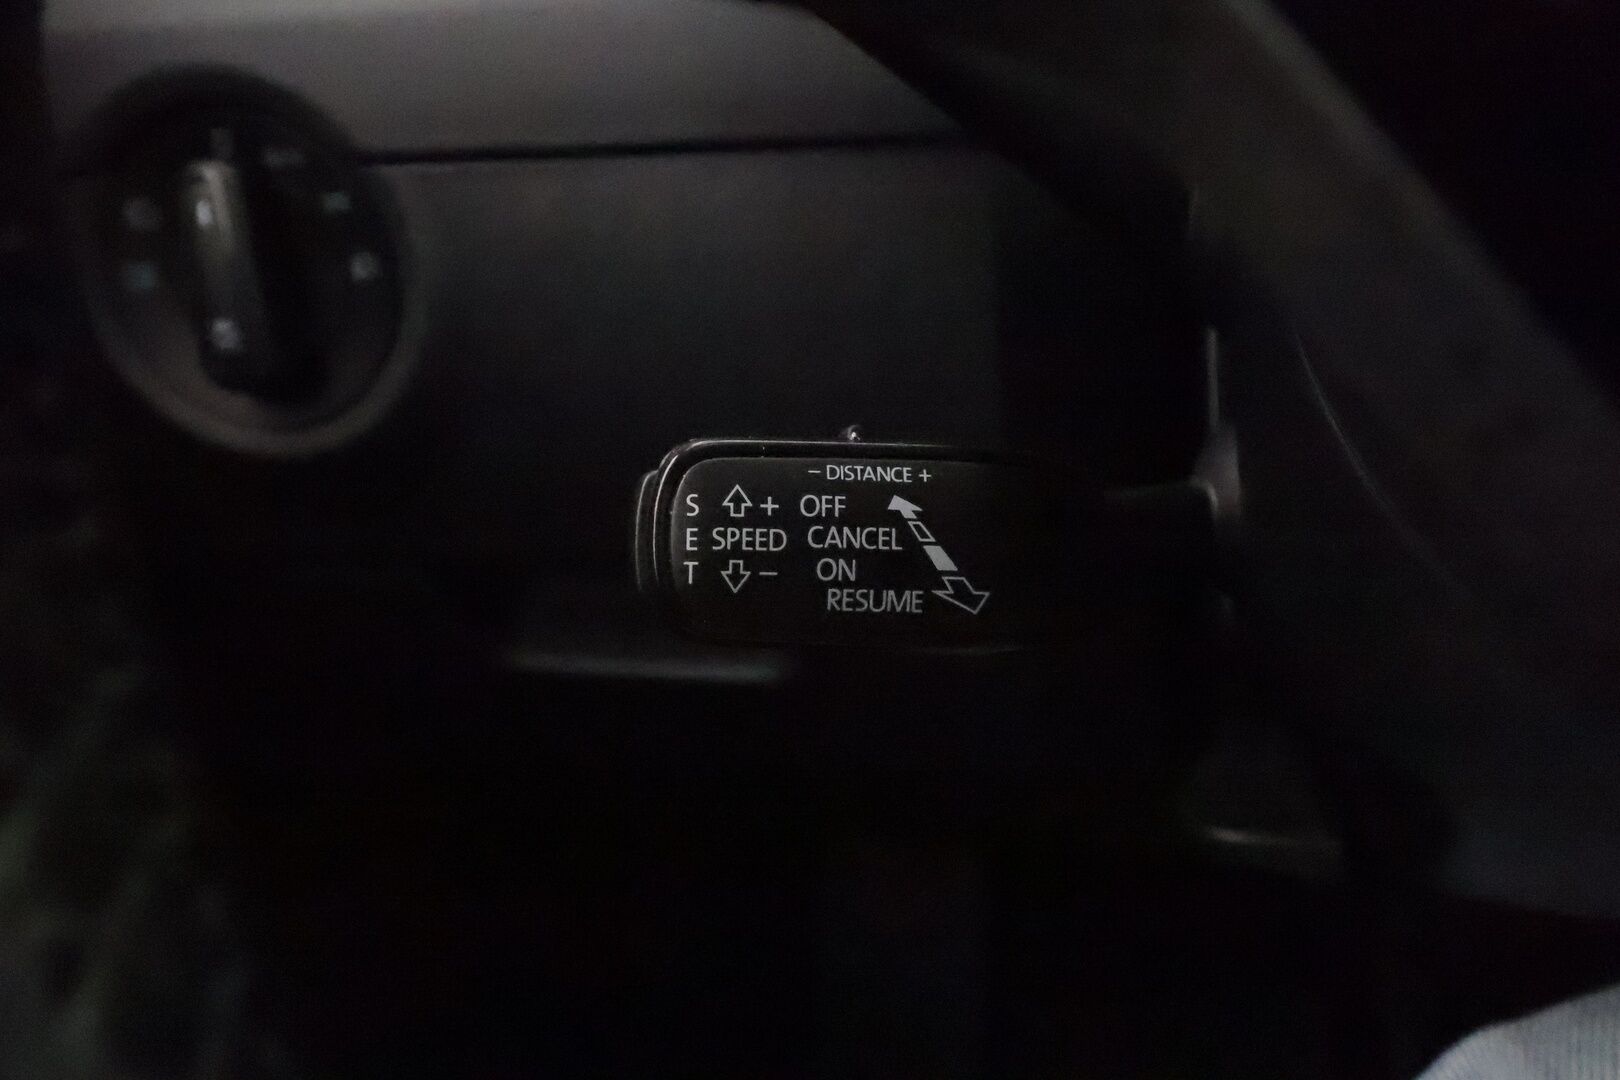 - DISTANCE +
S + OFF
E SPEED CANCEL
T - ON
RESUME